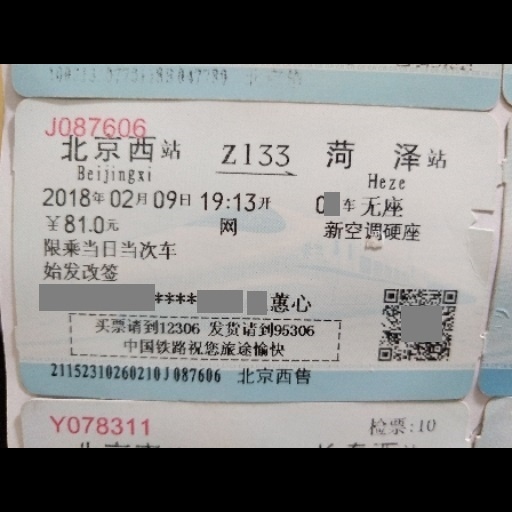 J087606
北京西站 Z133 菏泽站
Beijingxi Heze
2018年02月09日 19:13开 0 车 无座
￥81.0元 网 新空调硬座
限乘当日当次车
始发改签
**** 蕙心
买票请到12306 发货请到95306
中国铁路祝您旅途愉快
21152310260210J087606 北京西售
Y078311 检票:10